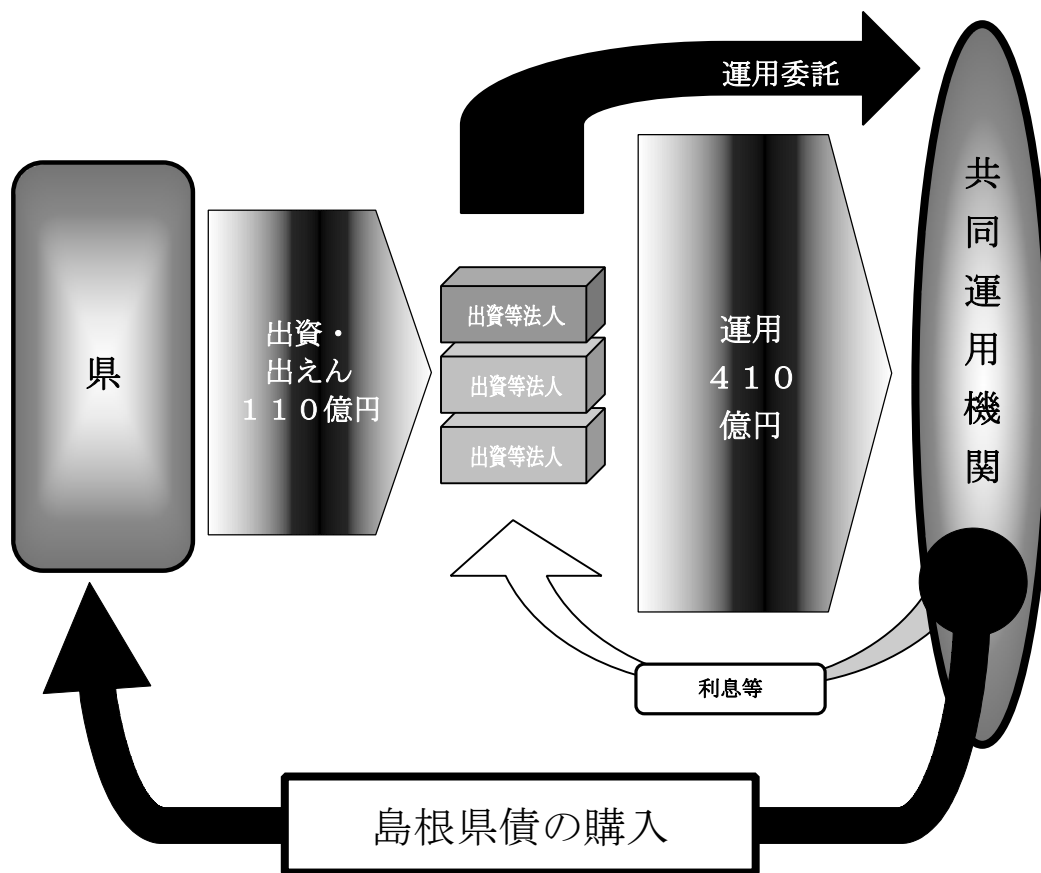 運用委託
県
出資・
出えん
１１０億円
出資等法人
出資等法人
出資等法人
運用
４１０
億円
共同運用機関
利息等
島根県債の購入